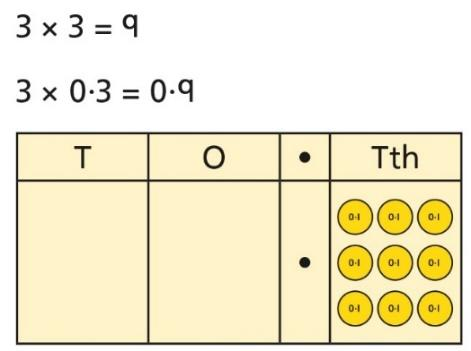 3 × 3 = 9
3 × 0·3 = 0·9
T O • Tth
•
0·1 0·1 0·1
0·1 0·1 0·1
0·1 0·1 0·1